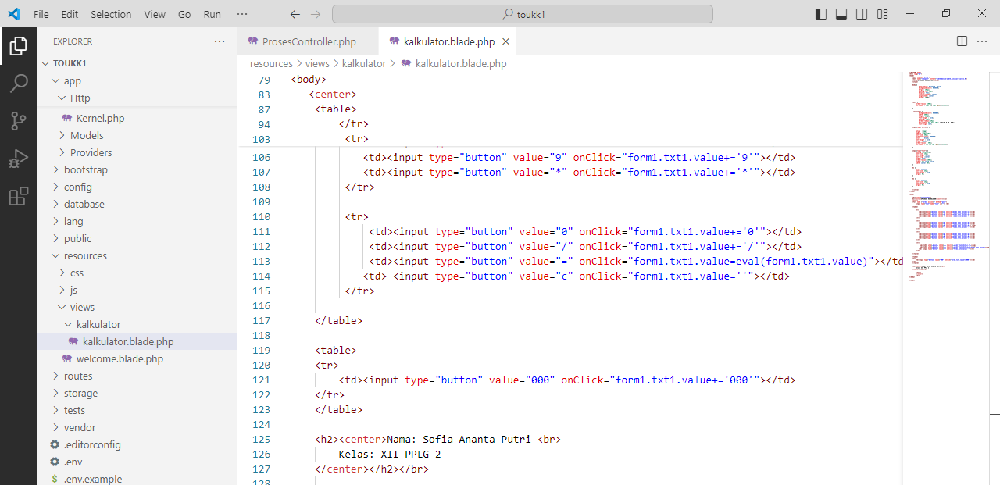 File Edit Selection View Go Run ··· toukk1
EXPLORER ···
TOUKK1
app
Http
Kernel.php
Models
Providers
bootstrap
config
database
lang
public
resources
css
js
views
kalkulator
kalkulator.blade.php
welcome.blade.php
routes
storage
tests
vendor
.editorconfig
.env
$ .env.example
ProsesController.php kalkulator.blade.php
resources > views > kalkulator > kalkulator.blade.php
79 <body>
83 <center>
87 <table>
94 </tr>
103 <tr>
106 <td><input type="button" value="9" onClick="form1.txt1.value+='9'"></td>
107 <td><input type="button" value="*" onClick="form1.txt1.value+='*'"></td>
108 </tr>
109
110 <tr>
111 <td><input type="button" value="0" onClick="form1.txt1.value+='0'"></td>
112 <td><input type="button" value="/" onClick="form1.txt1.value+='/'"></td>
113 <td><input type="button" value="=" onClick="form1.txt1.value=eval(form1.txt1.value)"></td
114 <td> <input type="button" value="c" onClick="form1.txt1.value=''"></td>
115 </tr>
116
117 </table>
118
119 <table>
120 <tr>
121 <td><input type="button" value="000" onClick="form1.txt1.value+='000'"></td>
122 </tr>
123 </table>
124
125 <h2><center>Nama: Sofia Ananta Putri <br>
126 Kelas: XII PPLG 2
127 </center></h2></br>
128